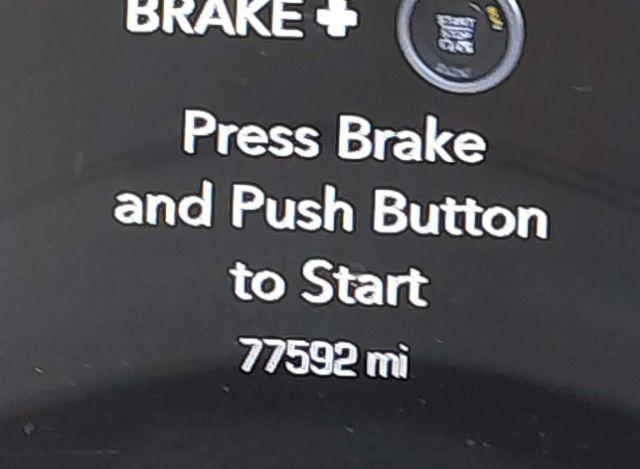 BRAKE +
Press Brake
and Push Button
to Start
77592 mi